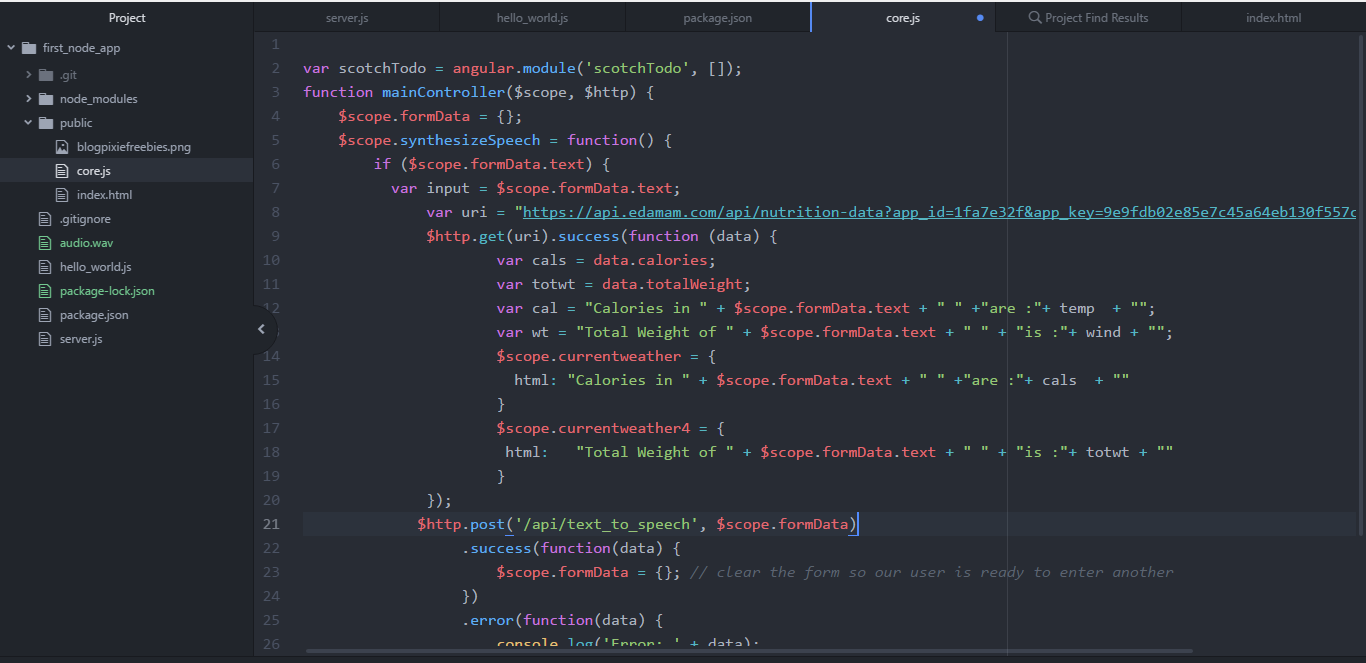 Project
server.js
hello_world.js
package.json
core.js
Project Find Results
index.html
first_node_app
.git
node_modules
public
blogpixiefreebies.png
core.js
index.html
.gitignore
audio.wav
hello_world.js
package-lock.json
package.json
server.js
1
2 var scotchTodo = angular.module('scotchTodo', []);
3 function mainController($scope, $http) {
4 $scope.formData = {};
5 $scope.synthesizeSpeech = function() {
6 if ($scope.formData.text) {
7 var input = $scope.formData.text;
8 var uri = "https://api.edamam.com/api/nutrition-data?app_id=1fa7e32f&app_key=9e9fdb02e85e7c45a64eb130f557c
9 $http.get(uri).success(function (data) {
10 var cals = data.calories;
11 var totwt = data.totalWeight;
12 var cal = "Calories in " + $scope.formData.text + " " +"are :"+ temp  + "";
var wt = "Total Weight of " + $scope.formData.text + " " + "is :"+ wind + "";
14 $scope.currentweather = {
15 html: "Calories in " + $scope.formData.text + " " +"are :"+ cals  + ""
16 }
17 $scope.currentweather4 = {
18 html:   "Total Weight of " + $scope.formData.text + " " + "is :"+ totwt + ""
19 }
20 });
21 $http.post('/api/text_to_speech', $scope.formData)
22 .success(function(data) {
23 $scope.formData = {}; // clear the form so our user is ready to enter another
24 })
25 .error(function(data) {
26 console.log('Error: ' + data);